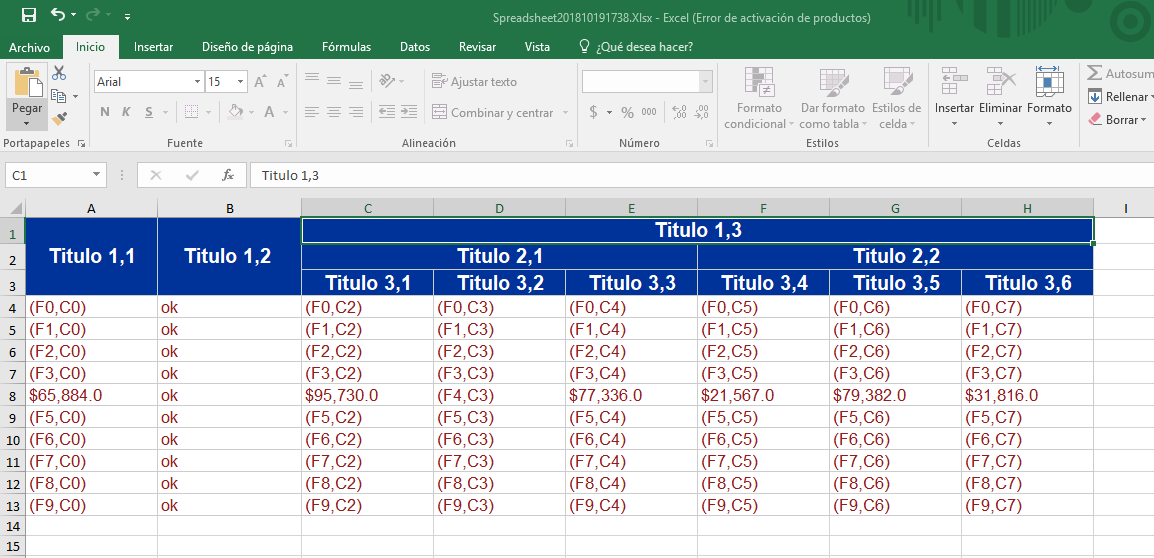 Spreadsheet201810191738.Xlsx - Excel (Error de activación de productos)
Archivo Inicio Insertar Diseño de página Fórmulas Datos Revisar Vista ¿Qué desea hacer?
Pegar
Portapapeles
Arial 15 A A
N K S A
Fuente
Ajustar texto
Combinar y centrar
Alineación
$ % 000
Número
Formato condicional
Dar formato como tabla
Estilos de celda
Estilos
Insertar Eliminar Formato
Celdas
Autosum
Rellenar
Borrar
C1 fx Titulo 1,3
A B C D E F G H I
1 Titulo 1,1 Titulo 1,2 Titulo 1,3
2 Titulo 2,1 Titulo 2,2
3 Titulo 3,1 Titulo 3,2 Titulo 3,3 Titulo 3,4 Titulo 3,5 Titulo 3,6
4 (F0,C0) ok (F0,C2) (F0,C3) (F0,C4) (F0,C5) (F0,C6) (F0,C7)
5 (F1,C0) ok (F1,C2) (F1,C3) (F1,C4) (F1,C5) (F1,C6) (F1,C7)
6 (F2,C0) ok (F2,C2) (F2,C3) (F2,C4) (F2,C5) (F2,C6) (F2,C7)
7 (F3,C0) ok (F3,C2) (F3,C3) (F3,C4) (F3,C5) (F3,C6) (F3,C7)
8 $65,884.0 ok $95,730.0 (F4,C3) $77,336.0 $21,567.0 $79,382.0 $31,816.0
9 (F5,C0) ok (F5,C2) (F5,C3) (F5,C4) (F5,C5) (F5,C6) (F5,C7)
10 (F6,C0) ok (F6,C2) (F6,C3) (F6,C4) (F6,C5) (F6,C6) (F6,C7)
11 (F7,C0) ok (F7,C2) (F7,C3) (F7,C4) (F7,C5) (F7,C6) (F7,C7)
12 (F8,C0) ok (F8,C2) (F8,C3) (F8,C4) (F8,C5) (F8,C6) (F8,C7)
13 (F9,C0) ok (F9,C2) (F9,C3) (F9,C4) (F9,C5) (F9,C6) (F9,C7)
14
15